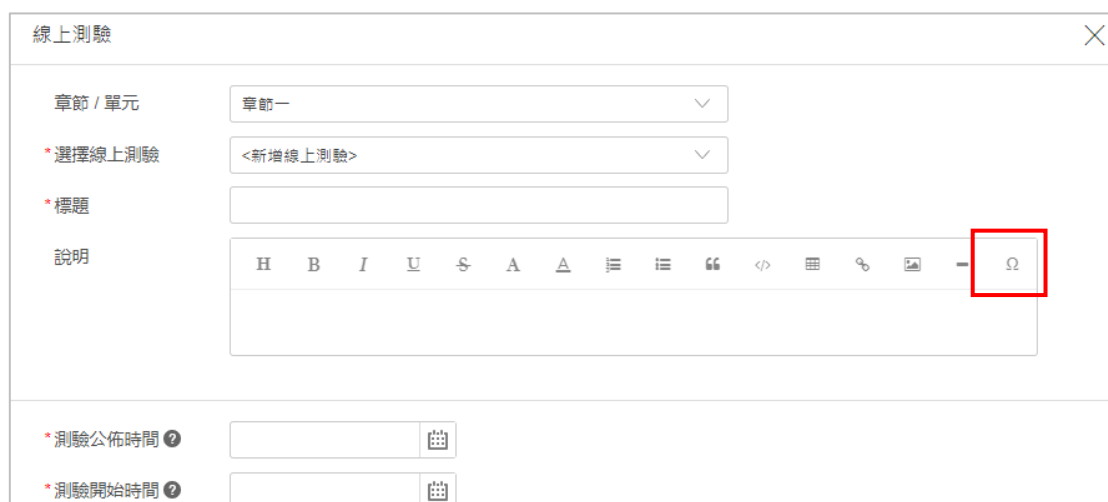 線上測驗
章節 / 單元
章節一
*選擇線上測驗
<新增線上測驗>
*標題
說明
H B I U S A A Ω
*測驗公佈時間
*測驗開始時間